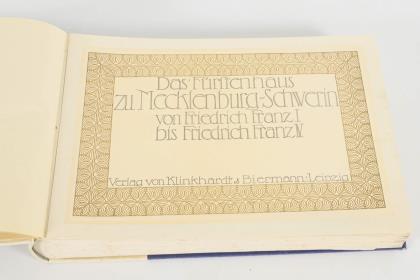 Das Fürstenhaus
zu Mecklenburg-Schwerin
von Friedrich Franz I
bis Friedrich Franz IV
Verlag von Klinkhardt & Biermann: Leipzig